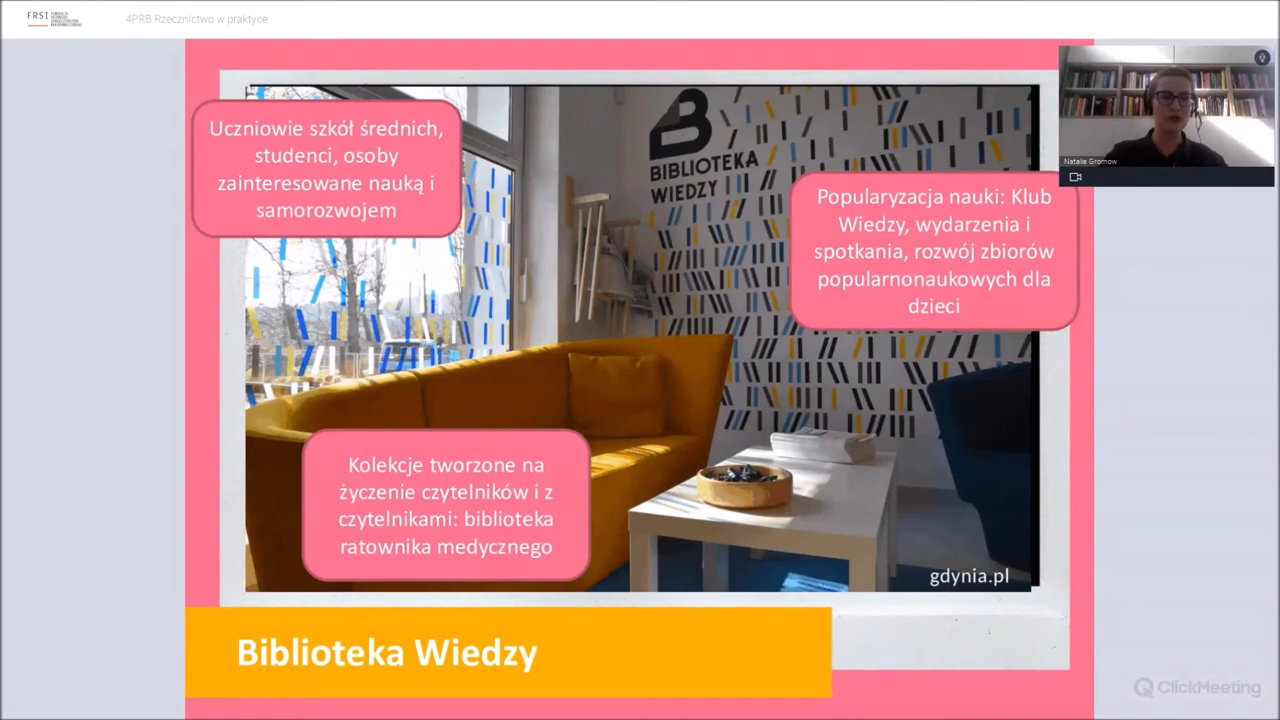 FRSI
4PRB Rzecznictwo w praktyce
Uczniowie szkół średnich,
studenci, osoby
zainteresowane nauką i
samorozwojem
BIBLIOTEKA
WIEDZY
Natalia Gromow
Popularyzacja nauki: Klub
Wiedzy, wydarzenia i
spotkania, rozwój zbiorów
popularnonaukowych dla
dzieci
Kolekcje tworzone na
życzenie czytelników i z
czytelnikami: biblioteka
ratownika medycznego
gdynia.pl
Biblioteka Wiedzy
ClickMeeting